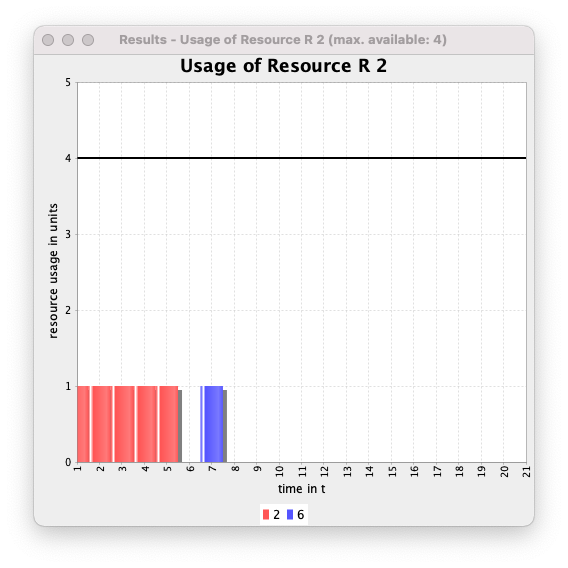 Results - Usage of Resource R 2 (max. available: 4)
Usage of Resource R 2
5
4
3
2
1
0
resource usage in units
1 2 3 4 5 6 7 8 9 10 11 12 13 14 15 16 17 18 19 20 21
time in t
2 6